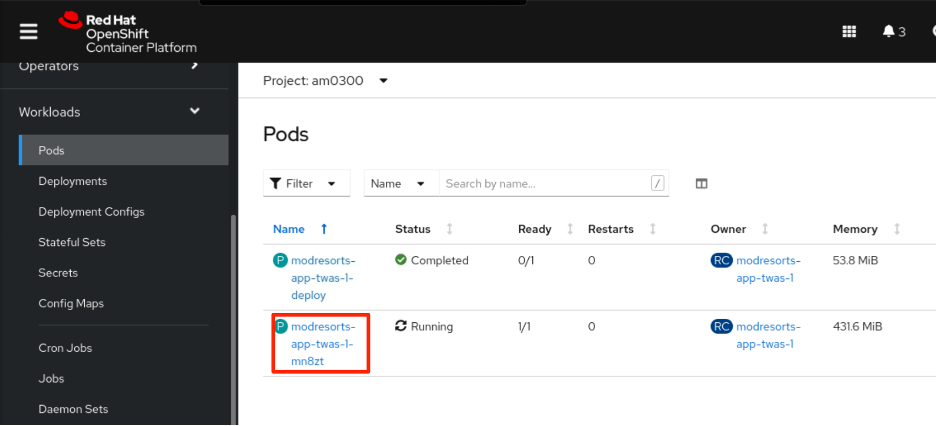 Red Hat
OpenShift
Container Platform
3
Operators
Workloads
Pods
Deployments
Deployment Configs
Stateful Sets
Secrets
Config Maps
Cron Jobs
Jobs
Daemon Sets
Project: am0300
Pods
Filter Name Search by name... /
Name Status Ready Restarts Owner Memory
P modresorts- Completed 0/1 0 RC modresorts- 53.8 MiB
app-twas-1- app-twas-1
deploy
P modresorts- Running 1/1 0 RC modresorts- 431.6 MiB
app-twas-1- app-twas-1
mn8zt